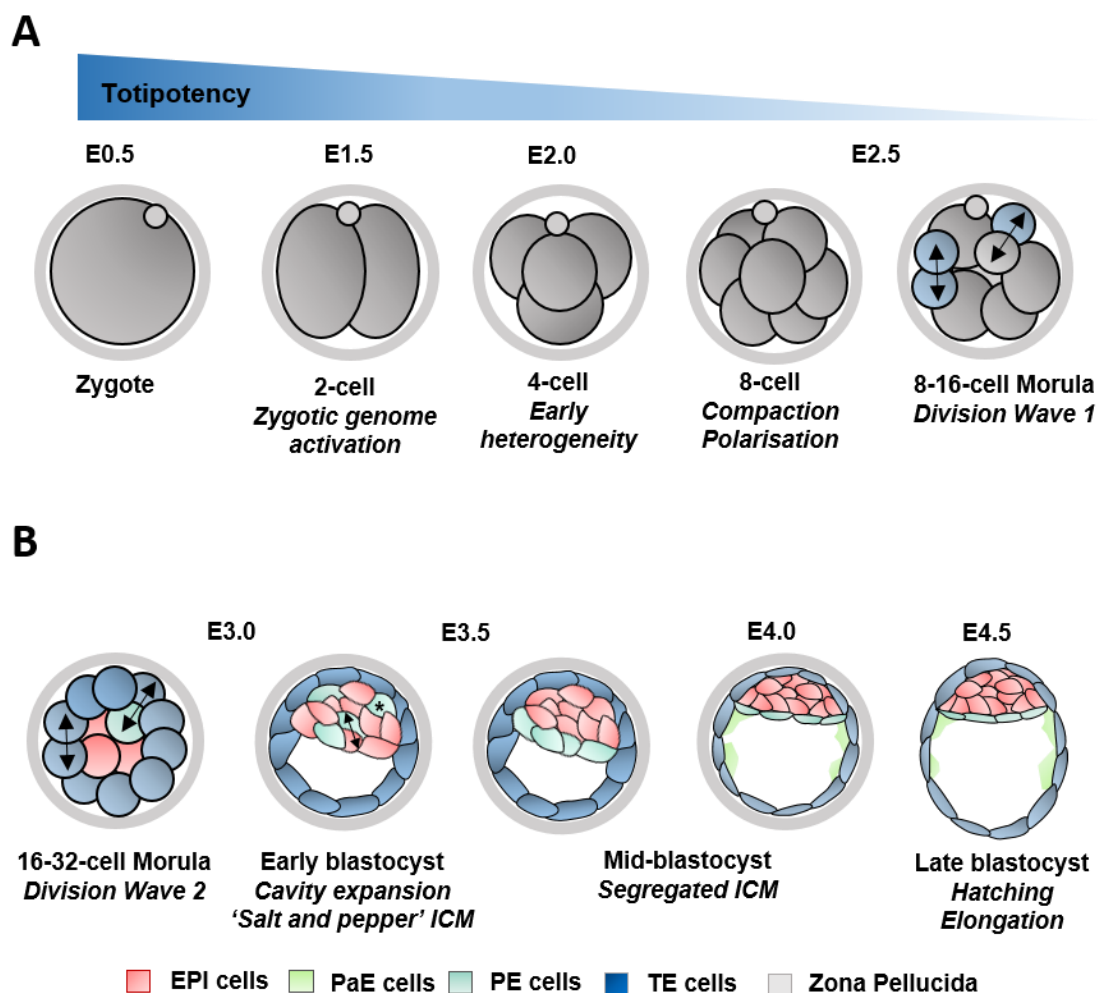 A
Totipotency
E0.5 E1.5 E2.0 E2.5
Zygote
2-cell
Zygotic genome
activation
4-cell
Early
heterogeneity
8-cell
Compaction
Polarisation
8-16-cell Morula
Division Wave 1
B
E3.0 E3.5 E4.0 E4.5
*
16-32-cell Morula
Division Wave 2
Early blastocyst
Cavity expansion
‘Salt and pepper’ ICM
Mid-blastocyst
Segregated ICM
Late blastocyst
Hatching
Elongation
EPI cells PaE cells PE cells TE cells Zona Pellucida